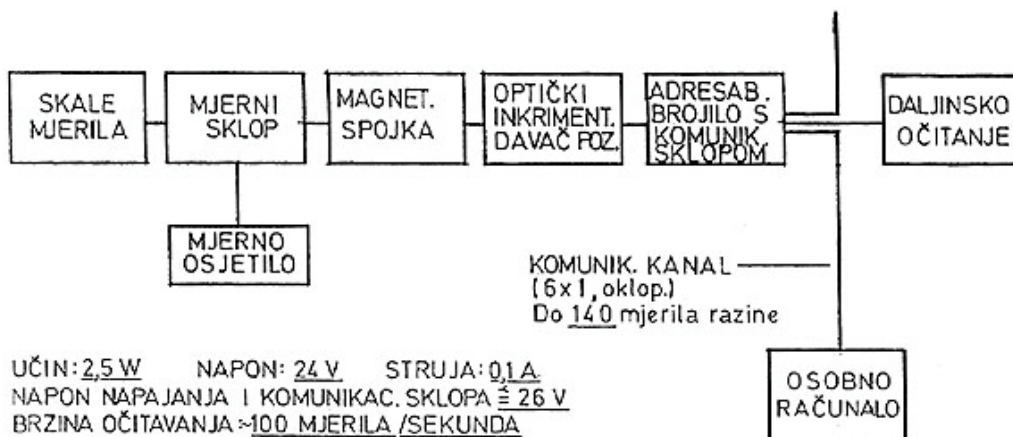 SKALE
MJERILA
MJERNI
SKLOP
MAGNET.
SPOJKA
OPTIČKI
INKRIMENT.
DAVAČ POZ.
ADRESAB.
BROJILO S
KOMUNIK.
SKLOPOM
DALJINSKO
OČITANJE
MJERNO
OSJETILO
KOMUNIK. KANAL
(6x1, oklop.)
Do 140 mjerila razine
OSOBNO
RAČUNALO
UČIN: 2,5 W NAPON: 24 V STRUJA: 0,1 A.
NAPON NAPAJANJA I KOMUNIKAC. SKLOPA ≦ 26 V
BRZINA OČITAVANJA ~100 MJERILA /SEKUNDA